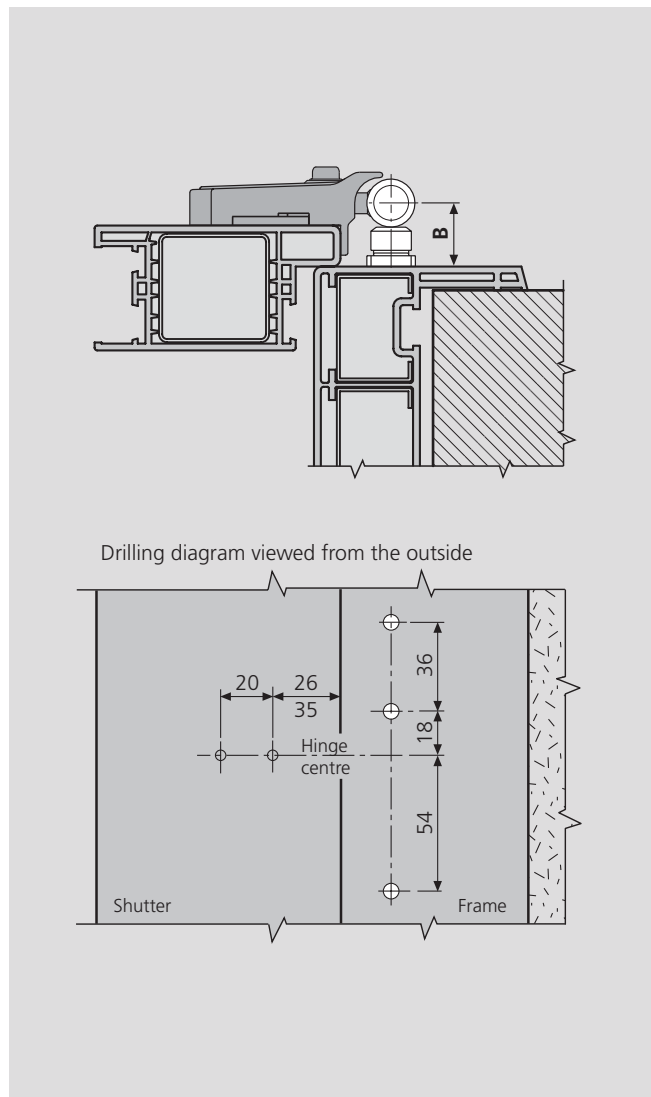 B
Drilling diagram viewed from the outside
36
20 26
35
18
Hinge
centre
54
Shutter
Frame